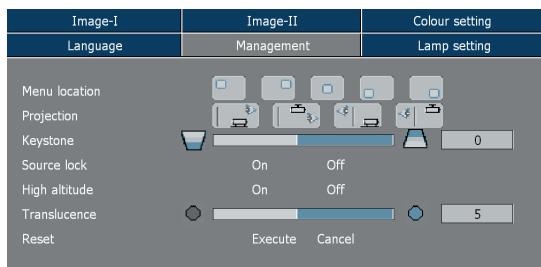 Image-I Image-II Colour setting
Language Management Lamp setting
Menu location
Projection
Keystone 0
Source lock On Off
High altitude On Off
Translucence 5
Reset Execute Cancel